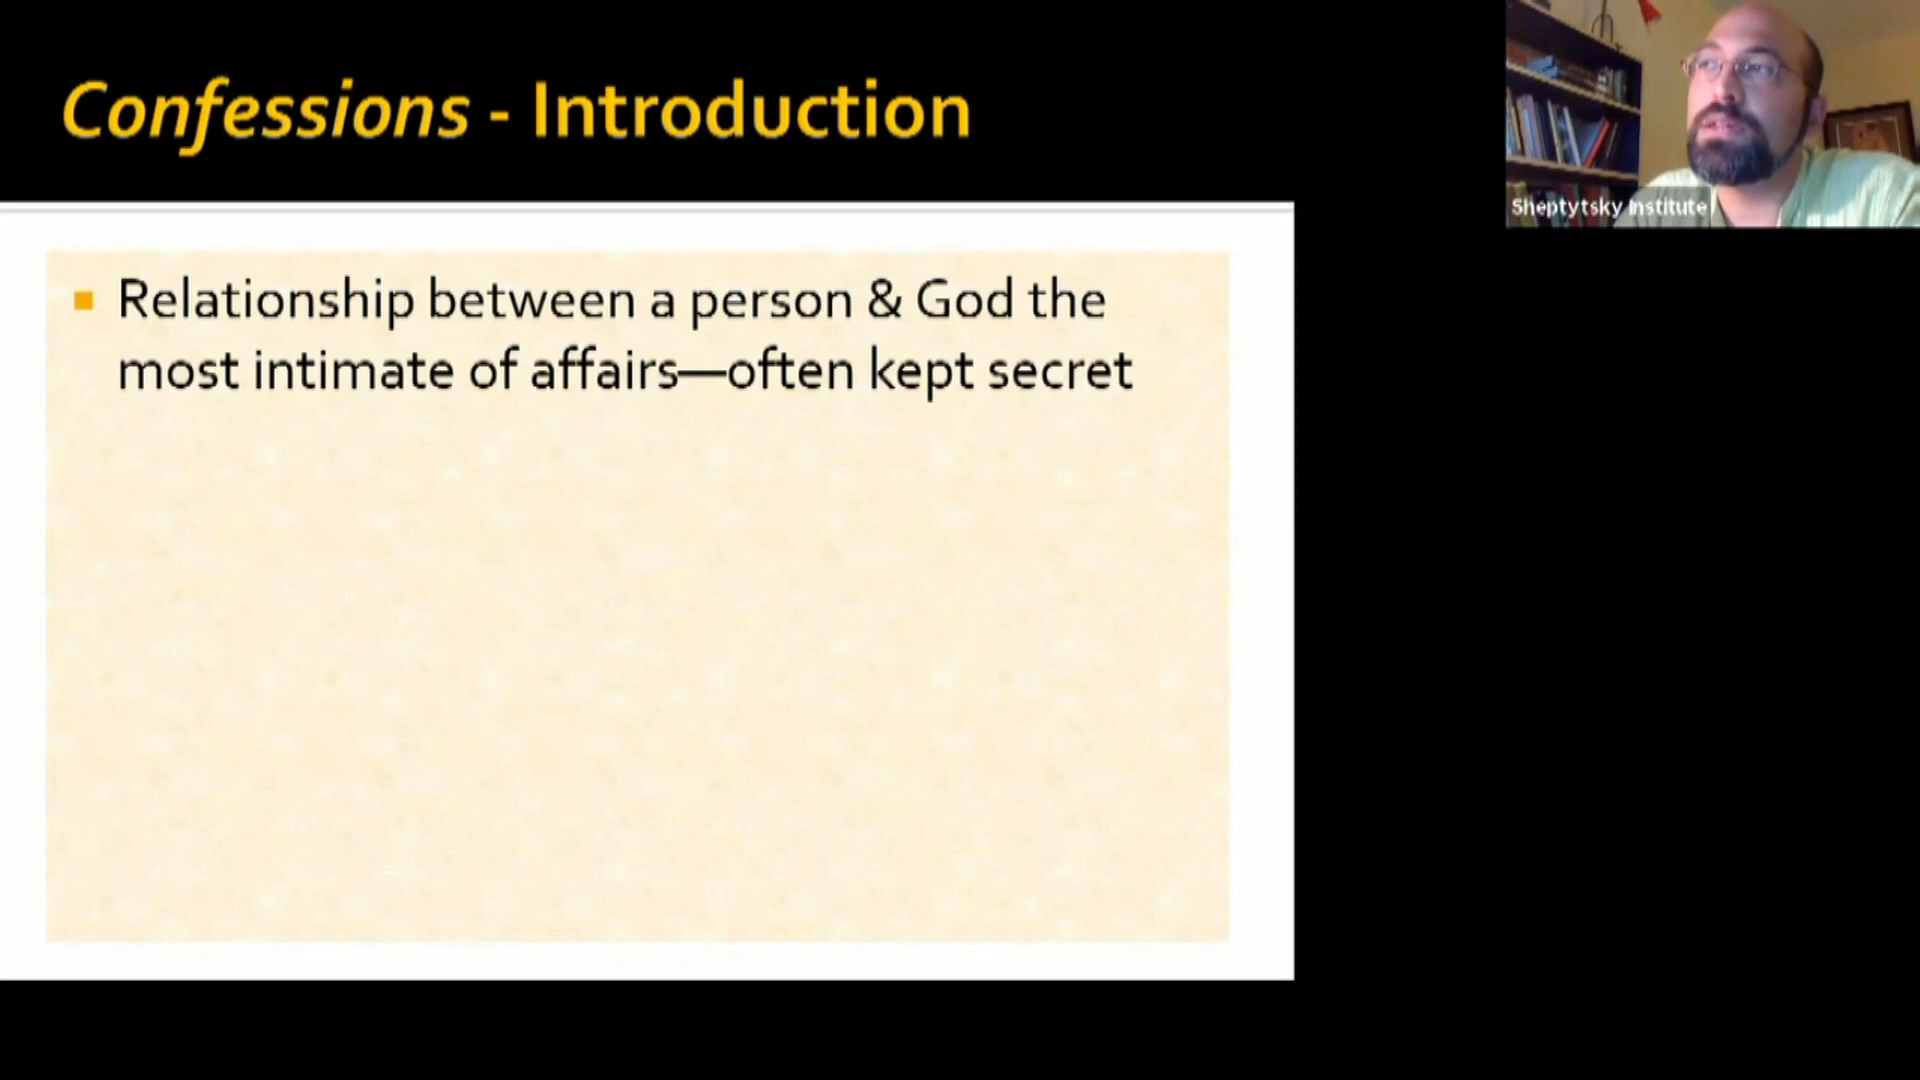 Confessions - Introduction
Relationship between a person & God the
most intimate of affairs—often kept secret
Sheptytsky Institute